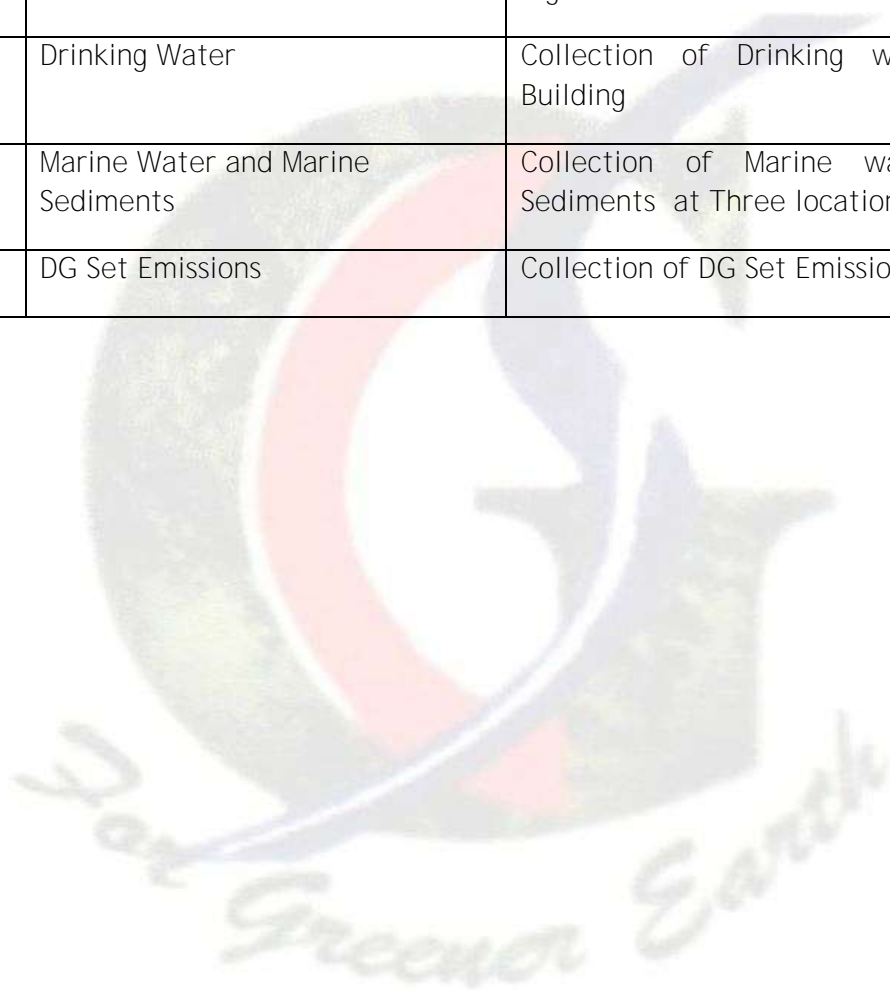 Drinking Water
Collection of Drinking
Building
Marine Water and Marine
Sediments
Collection of Marine
Sediments at Three
DG Set Emissions
Collection of DG Set
For Greener Earth